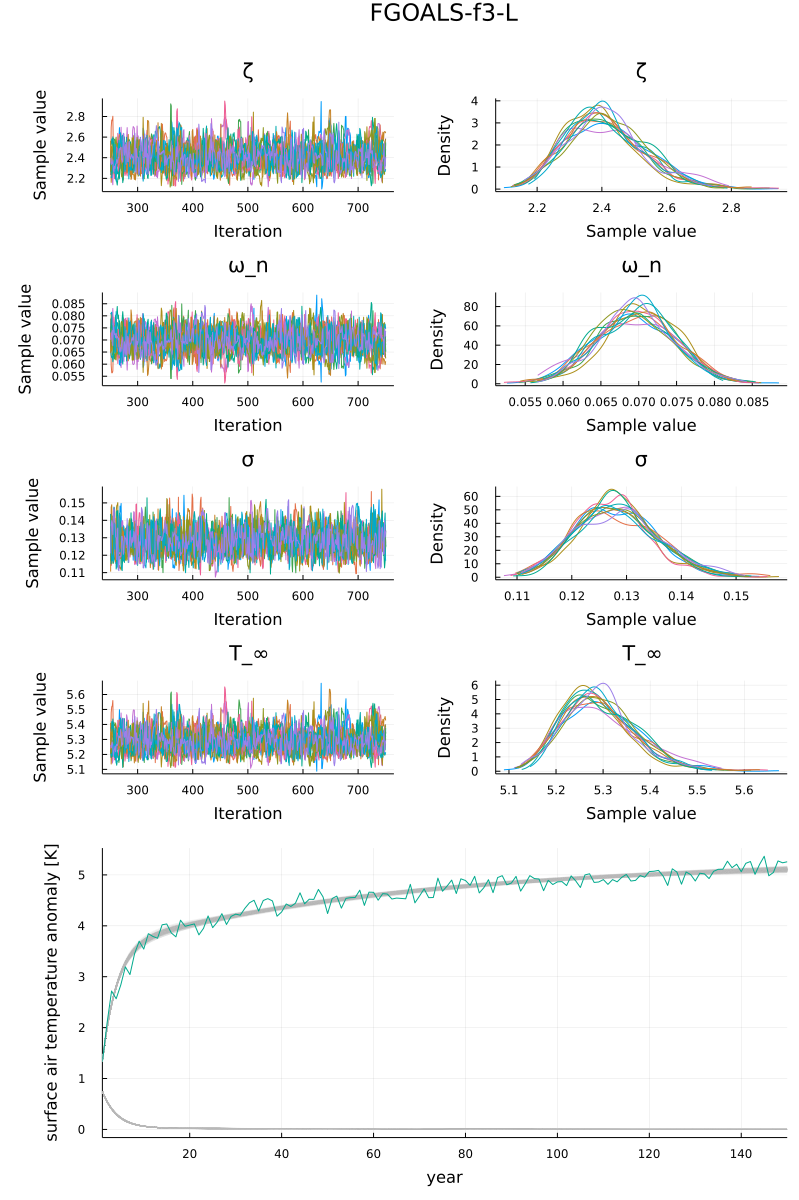 FGOALS-f3-L
ζ
ζ
Sample value
2.8
2.6
2.4
2.2
300 400 500 600 700
Iteration
Density
4
3
2
1
0
2.2 2.4 2.6 2.8
Sample value
ω_n
ω_n
Sample value
0.085
0.080
0.075
0.070
0.065
0.060
0.055
300 400 500 600 700
Iteration
Density
80
60
40
20
0
0.055 0.060 0.065 0.070 0.075 0.080 0.085
Sample value
σ
σ
Sample value
0.15
0.14
0.13
0.12
0.11
300 400 500 600 700
Iteration
Density
60
50
40
30
20
10
0
0.11 0.12 0.13 0.14 0.15
Sample value
T_∞
T_∞
Sample value
5.6
5.5
5.4
5.3
5.2
5.1
300 400 500 600 700
Iteration
Density
6
5
4
3
2
1
0
5.1 5.2 5.3 5.4 5.5 5.6
Sample value
surface air temperature anomaly [K]
5
4
3
2
1
0
20 40 60 80 100 120 140
year